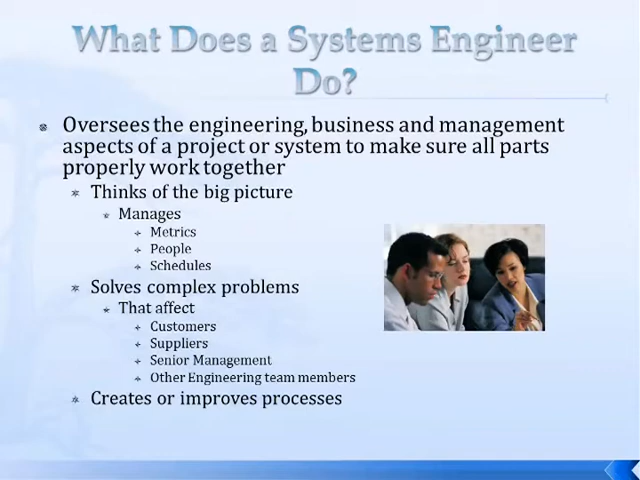 What Does a Systems Engineer
Do?
Oversees the engineering, business and management
aspects of a project or system to make sure all parts
properly work together
Thinks of the big picture
Manages
Metrics
People
Schedules
Solves complex problems
That affect
Customers
Suppliers
Senior Management
Other Engineering team members
Creates or improves processes